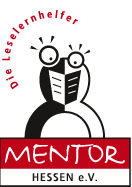 Die Leselernhelfer
MENTOR
HESSEN e.V.